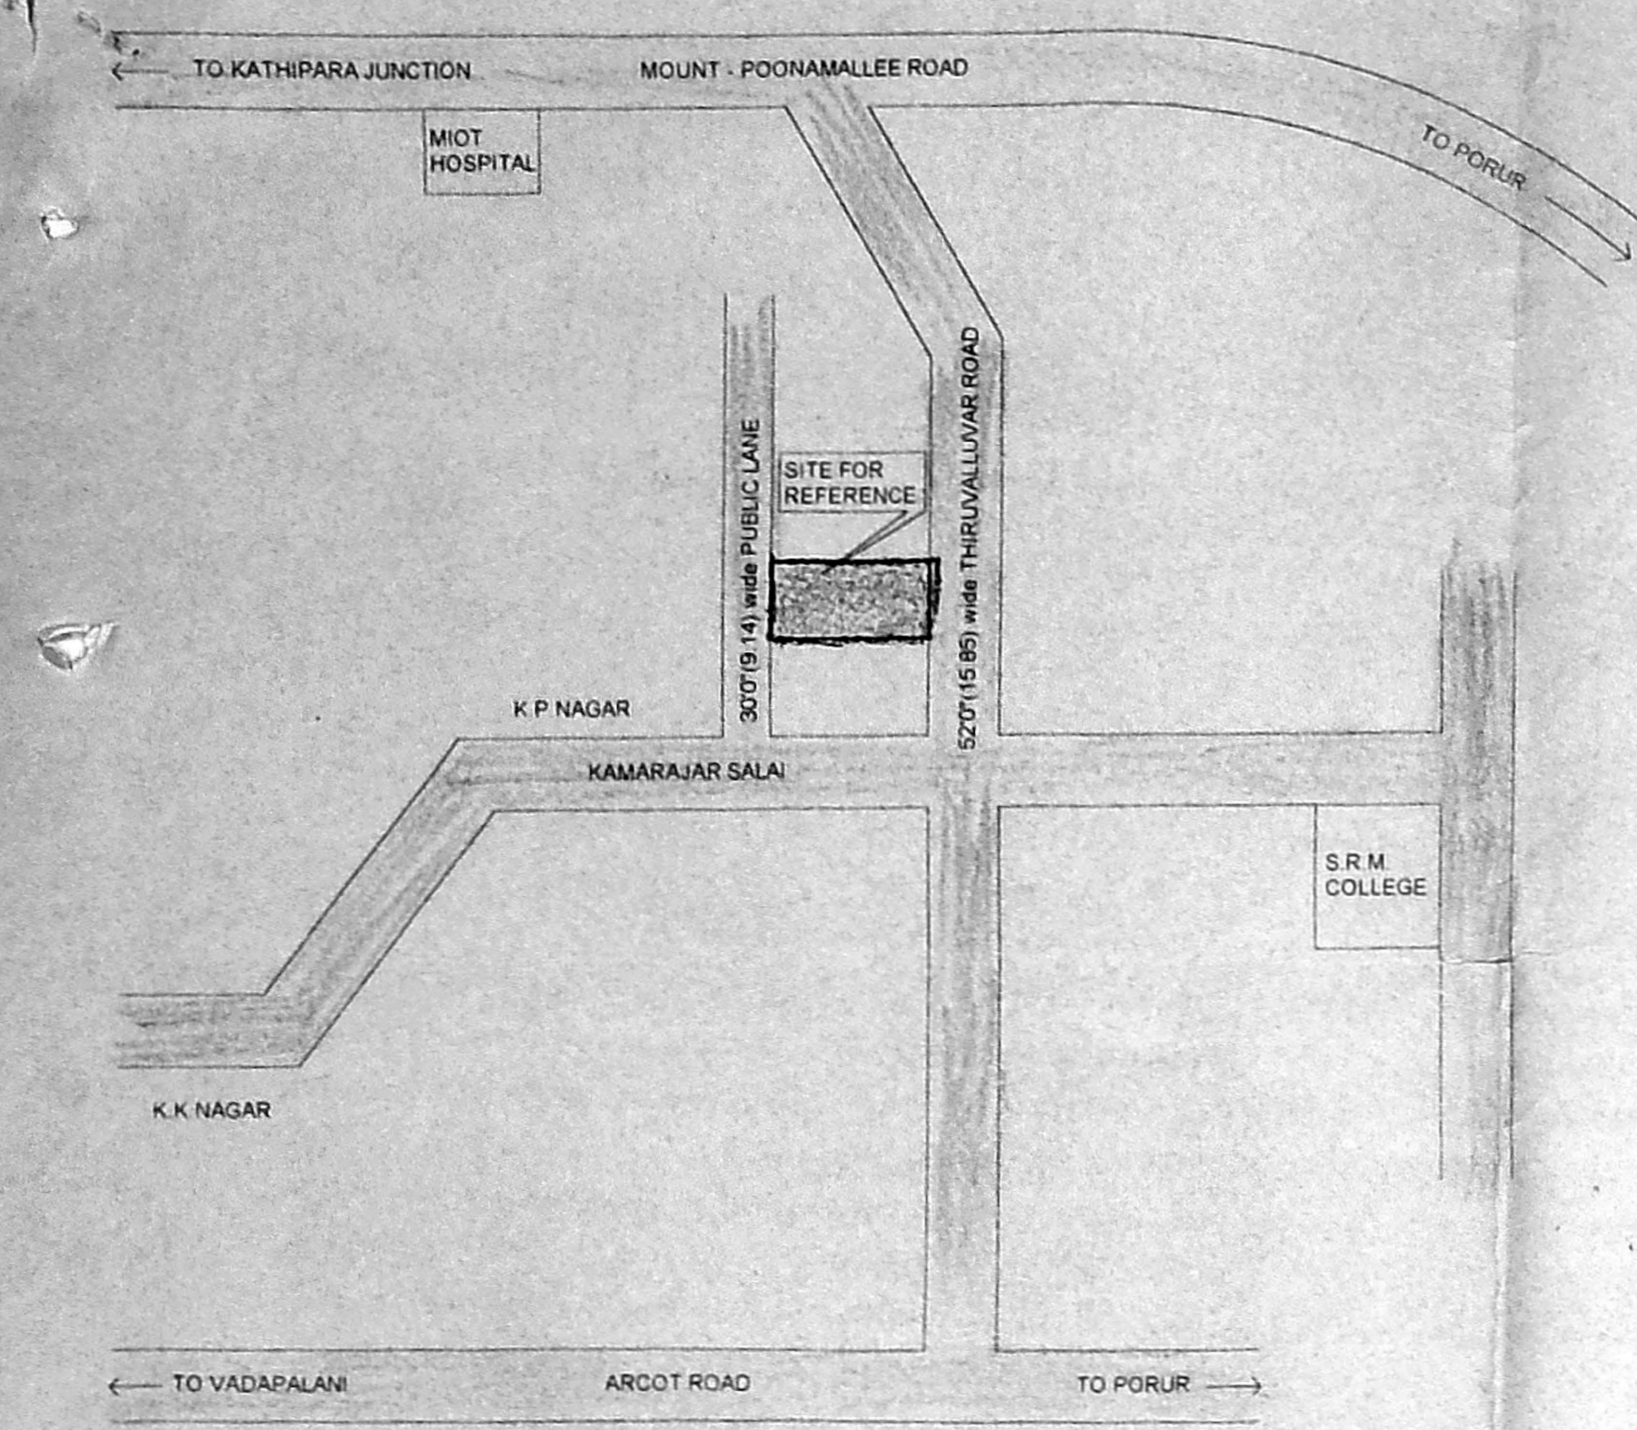 TO KATHIPARA JUNCTION
MOUNT - POONAMALLEE ROAD
TO PORUR
MIOT
HOSPITAL
30'0"(9.14) wide PUBLIC LANE
SITE FOR
REFERENCE
52'0"(15.85) wide THIRUVALLUVAR ROAD
K P NAGAR
KAMARAJAR SALAI
S.R.M.
COLLEGE
K.K NAGAR
TO VADAPALANI
ARCOT ROAD
TO PORUR